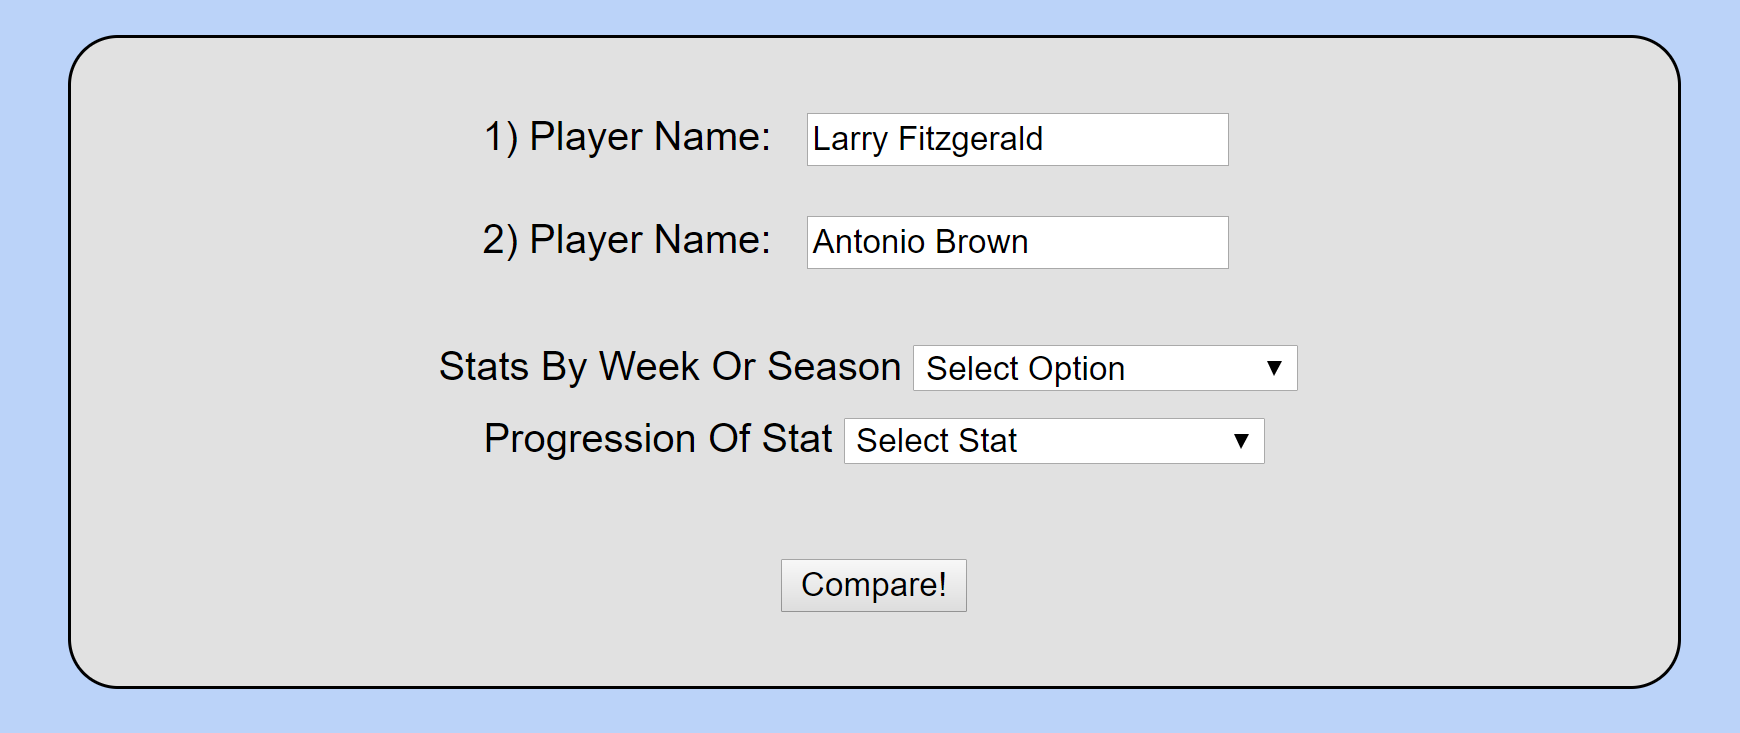 1) Player Name: Larry Fitzgerald
2) Player Name: Antonio Brown
Stats By Week Or Season Select Option
Progression Of Stat Select Stat
Compare!